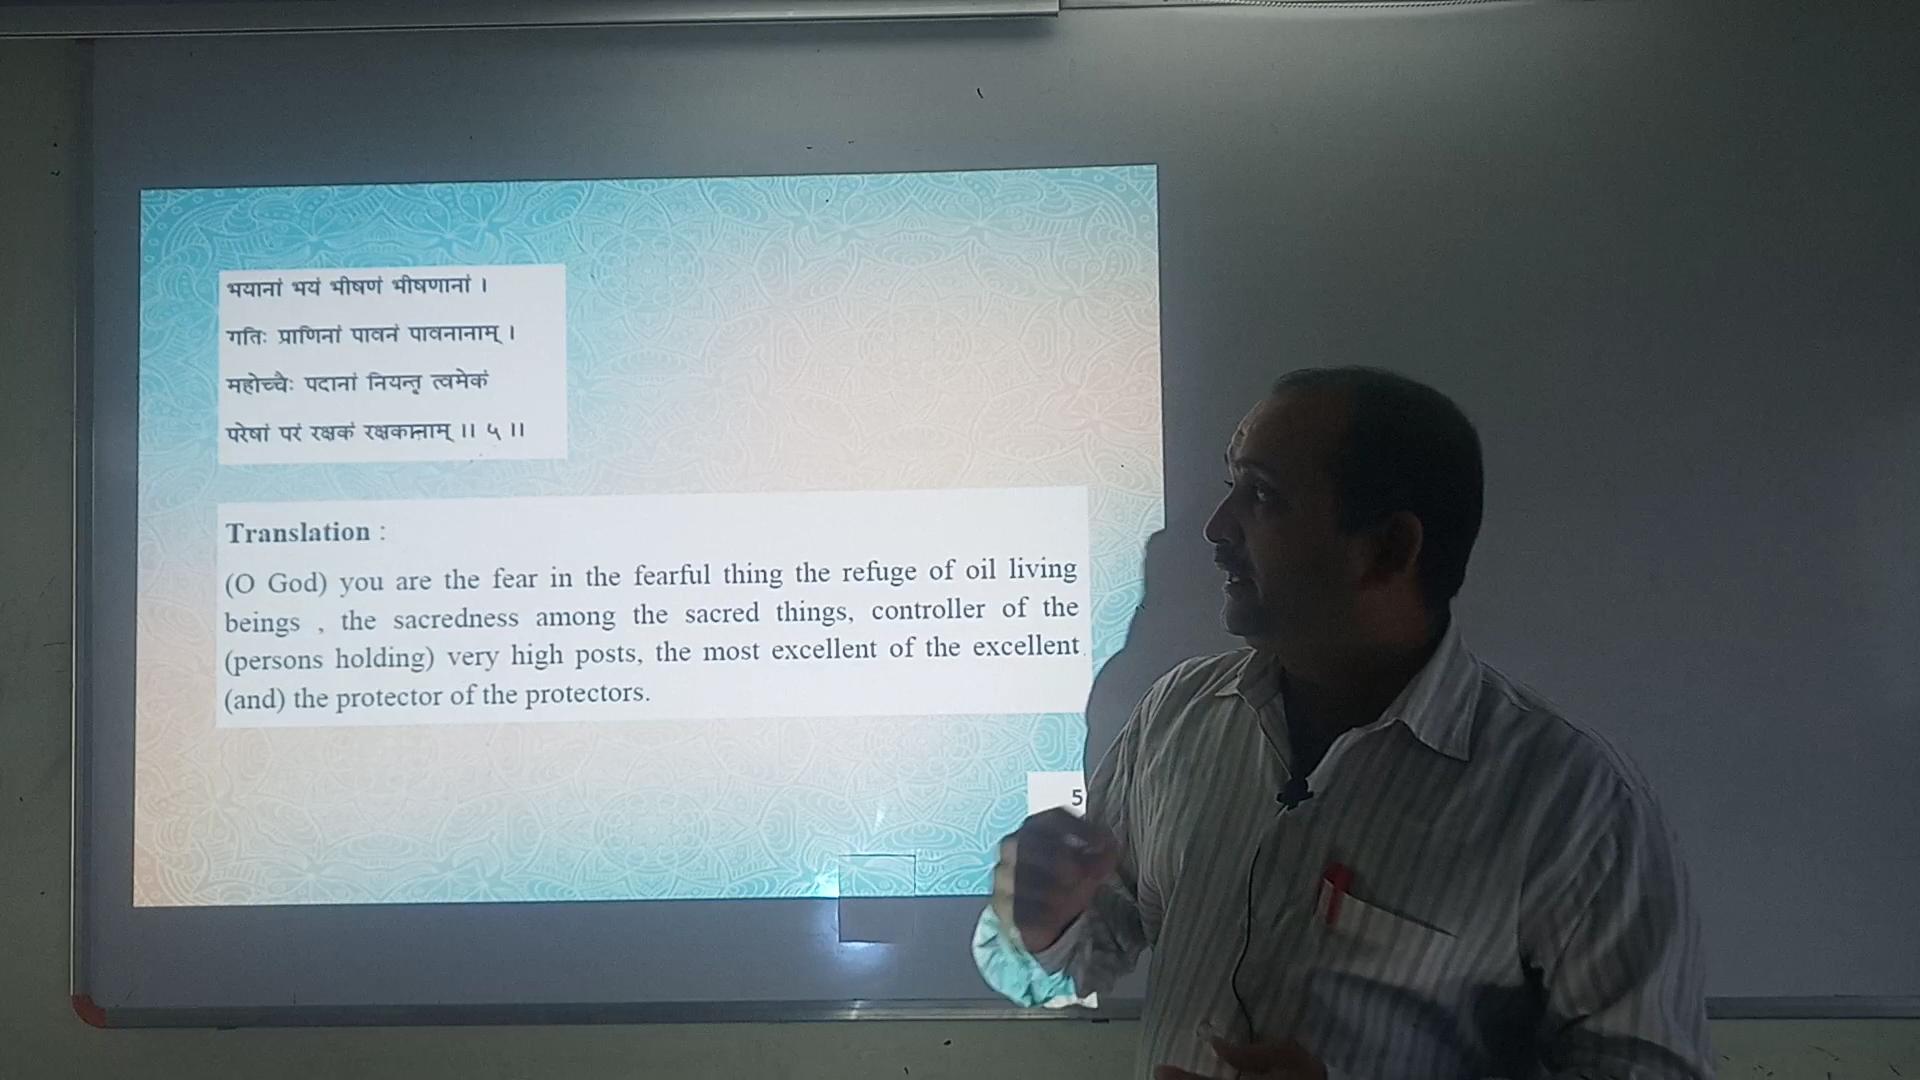 भयानां भयं भीषणं भीषणानां ।
गतिः प्राणिनां पावनं पावनानाम् ।
महोच्चैः पदानां नियन्तृ त्वमेकं
परेषां परं रक्षकं रक्षकानाम् ।। ५ ।।
Translation :
(O God) you are the fear in the fearful thing the refuge of oil living
beings , the sacredness among the sacred things, controller of the
(persons holding) very high posts, the most excellent of the excellent
(and) the protector of the protectors.
5